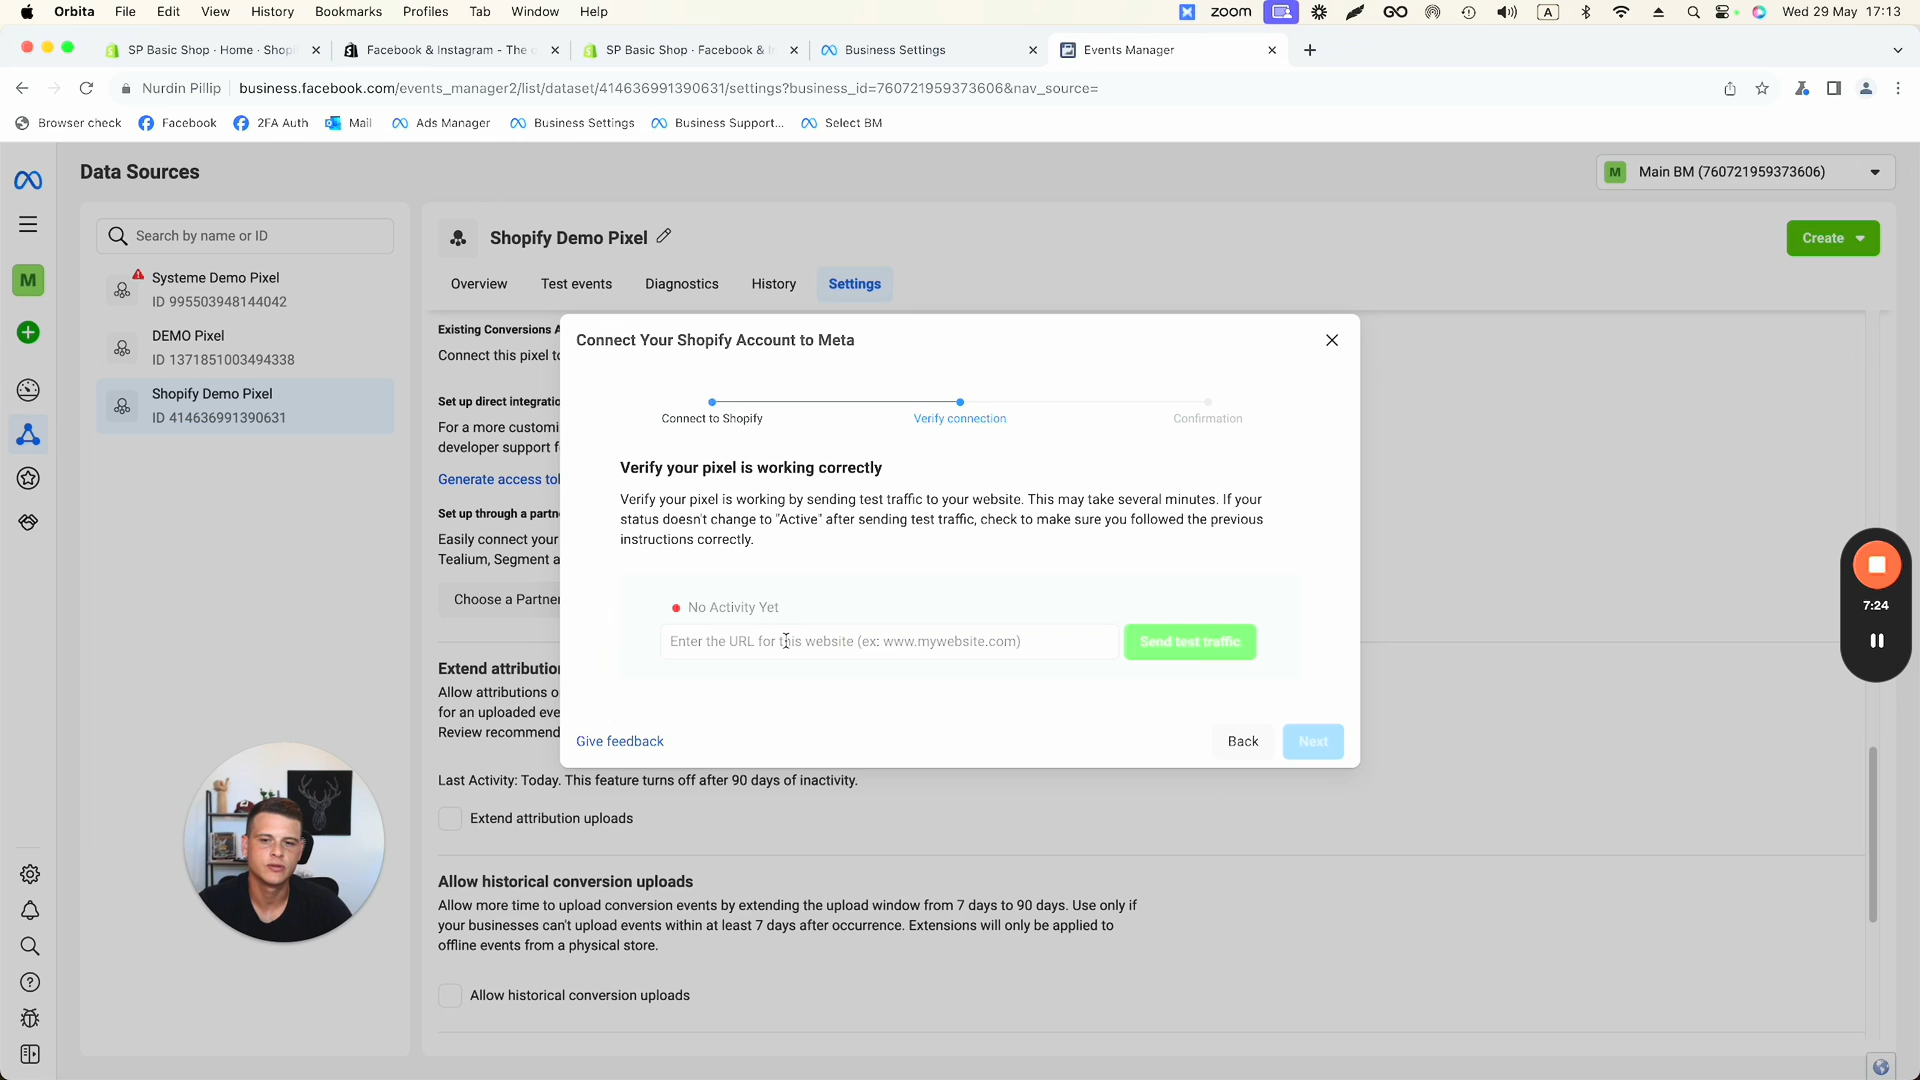 Orbita File Edit View History Bookmarks Profiles Tab Window Help zoom A Wed 29 May 17:13
SP Basic Shop · Home · Shopi
Facebook & Instagram - The
SP Basic Shop · Facebook & I
Business Settings
Events Manager
Nurdin Pillip business.facebook.com/events_manager2/list/dataset/414636991390631/settings?business_id=760721959373606&nav_source=
Browser check Facebook 2FA Auth Mail Ads Manager Business Settings Business Support... Select BM
Data Sources
M Main BM (760721959373606)
Search by name or ID
M
Systeme Demo Pixel
ID 995503948144042
DEMO Pixel
ID 1371851003494338
Shopify Demo Pixel
ID 414636991390631
Shopify Demo Pixel
Create
Overview Test events Diagnostics History Settings
Existing Conversions A
Connect this pixel to
Set up direct integratio
For a more customi
developer support f
Generate access tol
Set up through a partn
Easily connect your
Tealium, Segment a
Choose a Partner
Extend attribution
Allow attributions o
for an uploaded eve
Review recommend
Last Activity: Today. This feature turns off after 90 days of inactivity.
Extend attribution uploads
Allow historical conversion uploads
Allow more time to upload conversion events by extending the upload window from 7 days to 90 days. Use only if
your businesses can't upload events within at least 7 days after occurrence. Extensions will only be applied to
offline events from a physical store.
Allow historical conversion uploads
Connect Your Shopify Account to Meta
Connect to Shopify Verify connection Confirmation
Verify your pixel is working correctly
Verify your pixel is working by sending test traffic to your website. This may take several minutes. If your
status doesn't change to "Active" after sending test traffic, check to make sure you followed the previous
instructions correctly.
No Activity Yet
Enter the URL for this website (ex: www.mywebsite.com)
Send test traffic
Give feedback
Back
Next
7:24